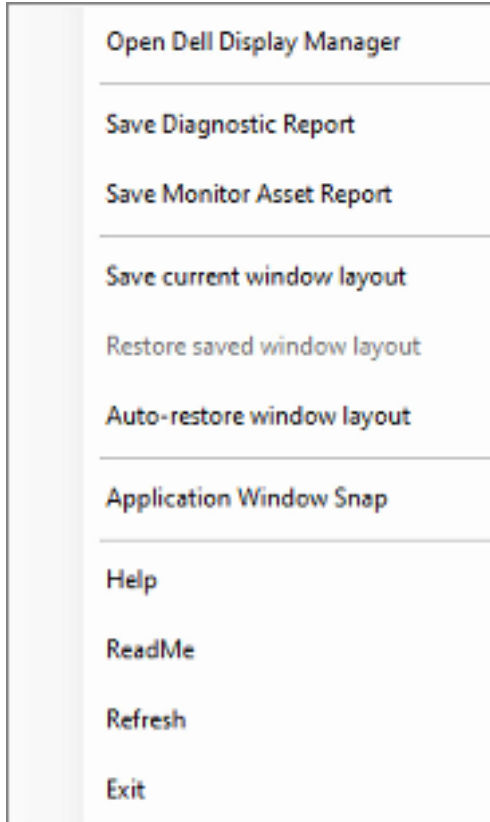 Open Dell Display Manager
Save Diagnostic Report
Save Monitor Asset Report
Save current window layout
Restore saved window layout
Auto-restore window layout
Application Window Snap
Help
ReadMe
Refresh
Exit